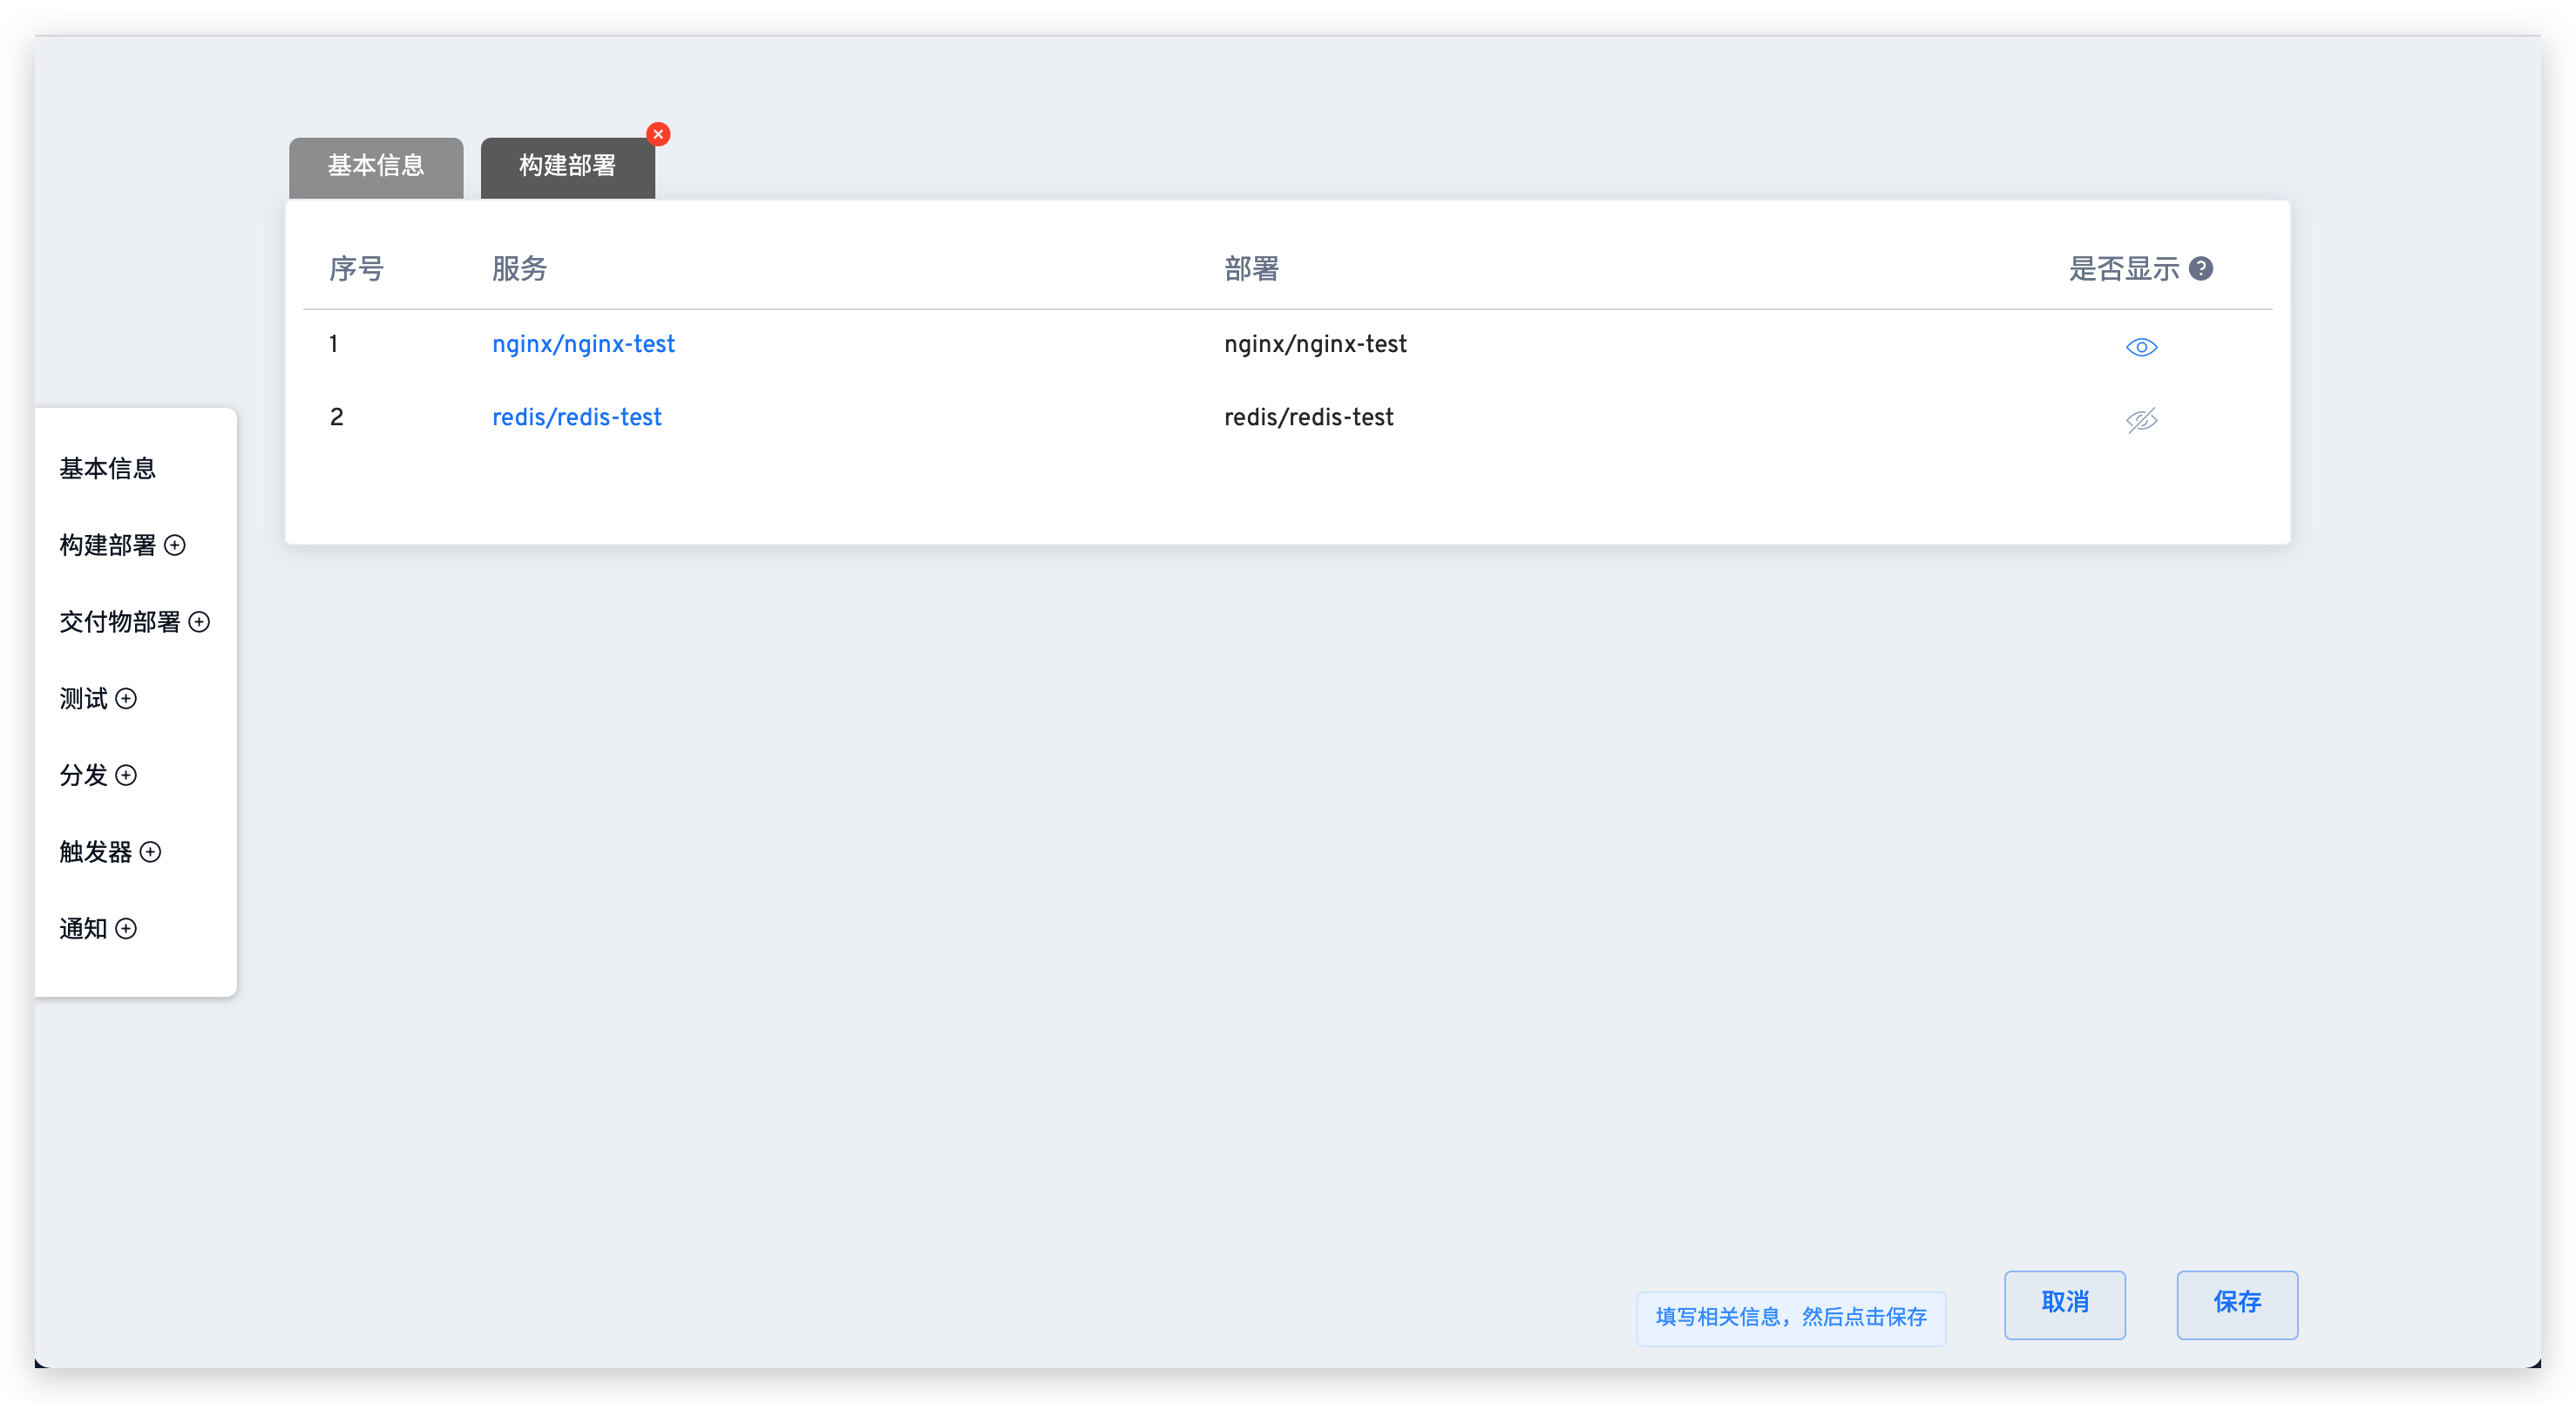 基本信息 构建部署
序号 服务 部署 是否显示
1 nginx/nginx-test nginx/nginx-test
2 redis/redis-test redis/redis-test
基本信息
构建部署
交付物部署
测试
分发
触发器
通知
填写相关信息，然后点击保存 取消 保存